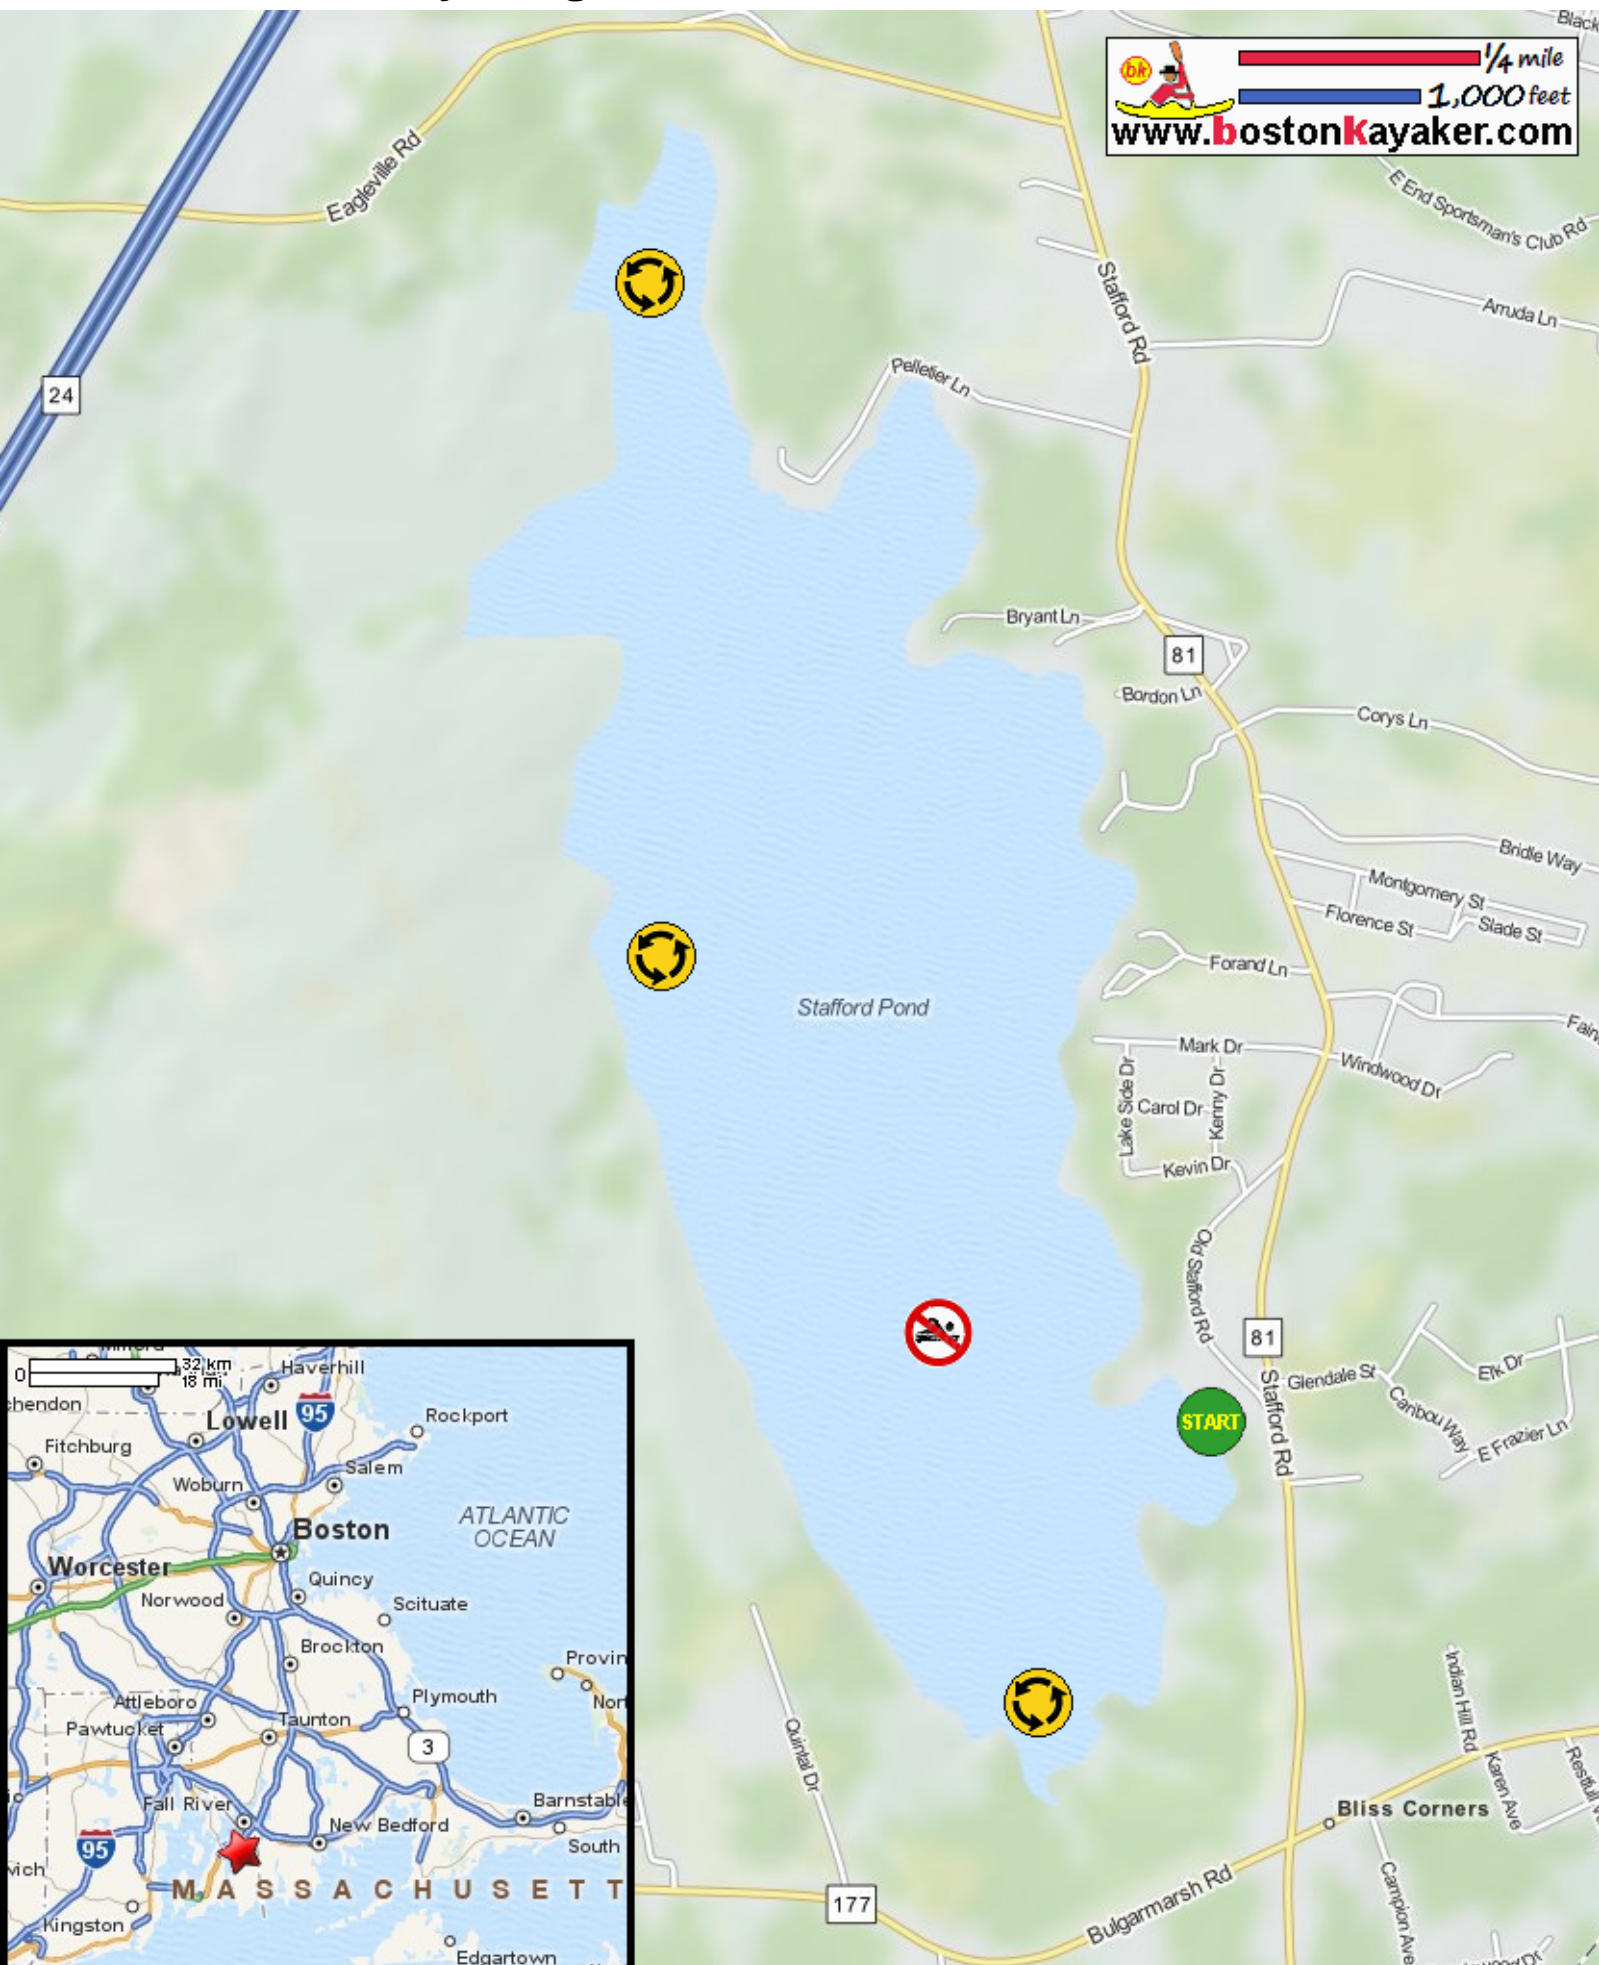 Black
1/4 mile
1,000 feet
bk
www.bostonkayaker.com
Eagleville Rd
E End Sportsman's Club Rd
Stafford Rd
Arruda Ln
24
Pelletier Ln
Bryant Ln
81
Bordon Ln
Corys Ln
Bridle Way
Montgomery St
Florence St
Slade St
Forand Ln
Stafford Pond
Mark Dr
Windwood Dr
Lake Side Dr
Carol Dr
Kenny Dr
Kevin Dr
Old Stafford Rd
81
Glendale St
Elk Dr
Caribou Way
E Frazier Ln
START
Stafford Rd
Indian Hill Rd
Karen Ave
Quintal Dr
Bliss Corners
Campion Ave
177
Bulgarmarsh Rd
0
32 km
18 mi
Haverhill
chendon
Lowell
95
Rockport
Fitchburg
Salem
Woburn
ATLANTIC
OCEAN
Boston
Worcester
Quincy
Norwood
Scituate
Brockton
Provin
Attleboro
Plymouth
Nort
Pawtucket
Taunton
3
Fall River
Barnstable
New Bedford
95
South
wich
MASSACHUSETT
Kingston
Edgartown